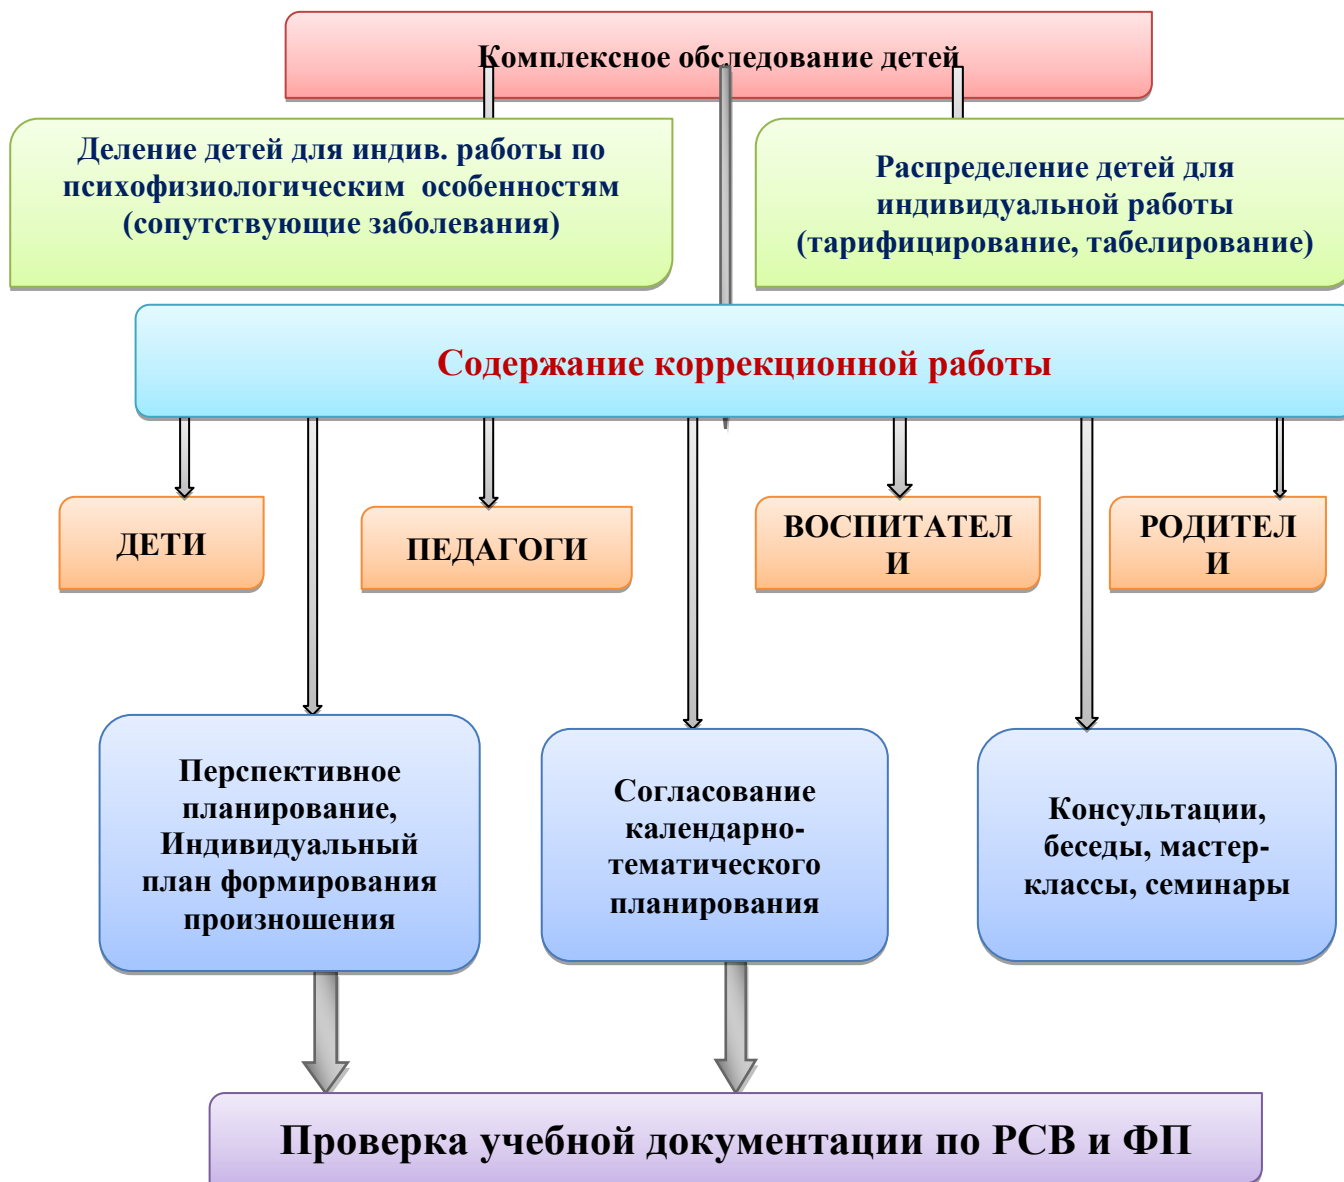 Комплексное обследование детей
Деление детей для индив. работы по
психофизиологическим особенностям
(сопутствующие заболевания)
Распределение детей для
индивидуальной работы
(тарифицирование, табелирование)
Содержание коррекционной работы
ДЕТИ
ПЕДАГОГИ
ВОСПИТАТЕЛ
И
РОДИТЕЛ
И
Перспективное
планирование,
Индивидуальный
план формирования
произношения
Согласование
календарно-
тематического
планирования
Консультации,
беседы, мастер-
классы, семинары
Проверка учебной документации по РСВ и ФП